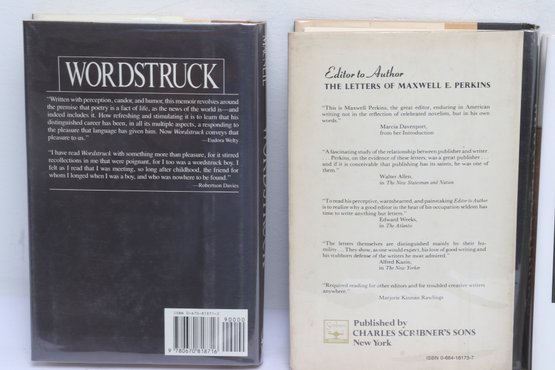 WORDSTRUCK
"Written with perception, candor, and humor, this memoir revolves around
the premise that poetry is a fact of life, as the news of the world is—and
indeed includes it. How refreshing and stimulating it is to learn that his
distinguished career has been, in all its multiple aspects, a responding to
the pleasure that language has given him. Now Wordstruck conveys that
pleasure to us."
—Eudora Welty
"I have read Wordstruck with something more than pleasure, for it stirred
recollections in me that were poignant, for I too was a wordstruck boy. I
felt as I read that I was meeting, so long after childhood, the friend for
whom I longed when I was a boy, and who was nowhere to be found."
—Robertson Davies
ISBN 0-670-81871-6
90000
9 780670 818716
Editor to Author
THE LETTERS OF MAXWELL E. PERKINS
"This is Maxwell Perkins, the great editor, enduring in American
writing not in the reflection of celebrated novelists, but in his own
words."
Marcia Davenport,
from her Introduction
"A fascinating study of the relationship between publisher and writer
. . . Perkins, on the evidence of these letters, was a great publisher . . .
and if it is conceivable that publishing has its saints, he was one of
them."
Walter Allen,
in The New Statesman and Nation
"To read his perceptive, warmhearted, and painstaking Editor to Author
is to realize why a good editor in the heat of his occupation seldom has
time to write anything but letters."
Edward Weeks,
in The Atlantic
"The letters themselves are distinguished mainly by their
. . . They show, as one would expect, his love of good writing and
his stubborn defense of the writers he most admired."
Alfred Kazin,
in The New Yorker
"Required reading for other editors and for troubled creative writers
anywhere."
Marjorie Kinnan Rawlings
Scribners
Published by
CHARLES SCRIBNER'S SONS
New York
ISBN 0-684-16173-7